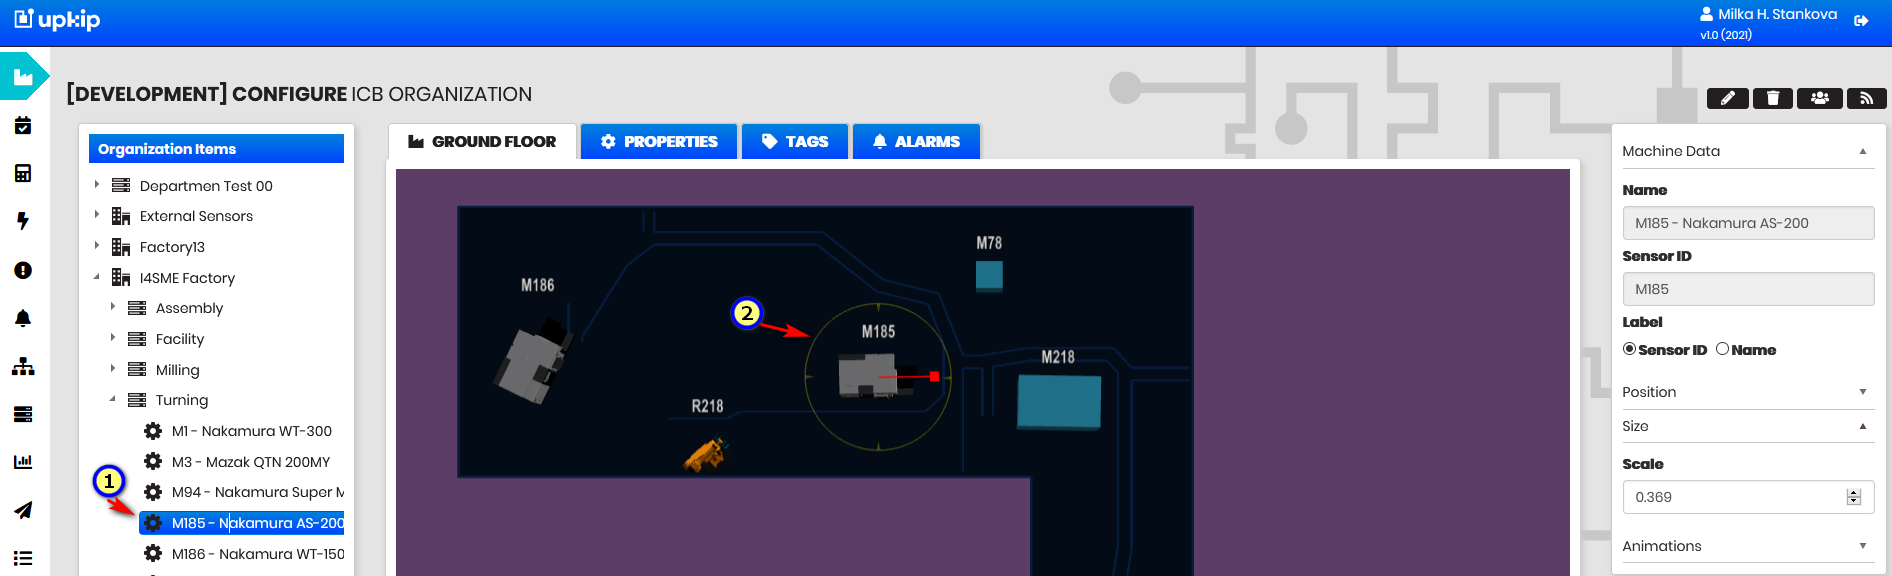 upkip
Milka H. Stankova
v1.0 (2021)
[DEVELOPMENT] CONFIGURE ICB ORGANIZATION
Organization Items
Departmen Test 00
External Sensors
Factory13
I4SME Factory
Assembly
Facility
Milling
Turning
M1 - Nakamura WT-300
M3 - Mazak QTN 200MY
M94 - Nakamura Super M
1
M185 - Nakamura AS-200
M186 - Nakamura WT-150
GROUND FLOOR
PROPERTIES
TAGS
ALARMS
M78
M186
2
M185
M218
R218
Machine Data
Name
M185 - Nakamura AS-200
Sensor ID
M185
Label
Sensor ID Name
Position
Size
Scale
0.369
Animations